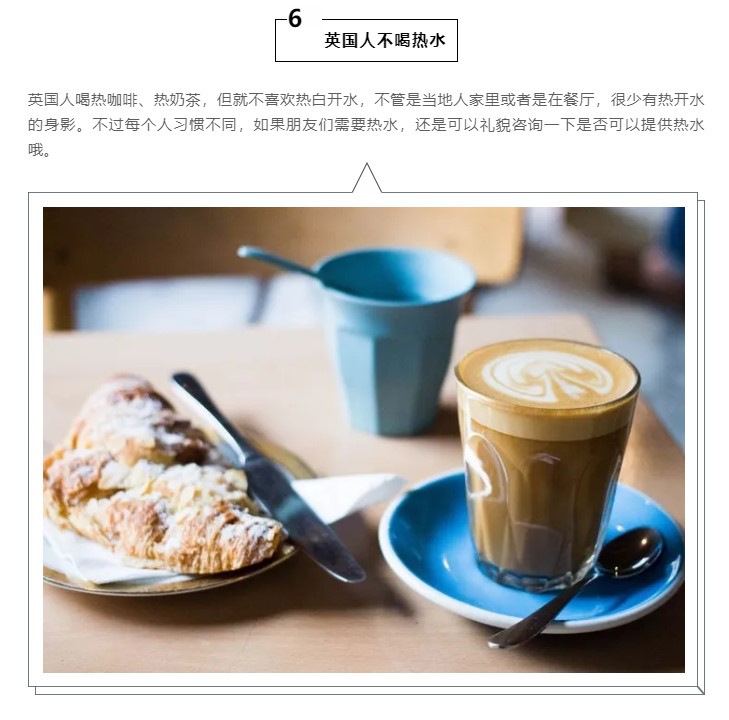 6
英国人不喝热水
英国人喝热咖啡、热奶茶，但就不喜欢热白开水，不管是当地人家里或者是在餐厅，很少有热开水
的身影。不过每个人习惯不同，如果朋友们需要热水，还是可以礼貌咨询一下是否可以提供热水
哦。